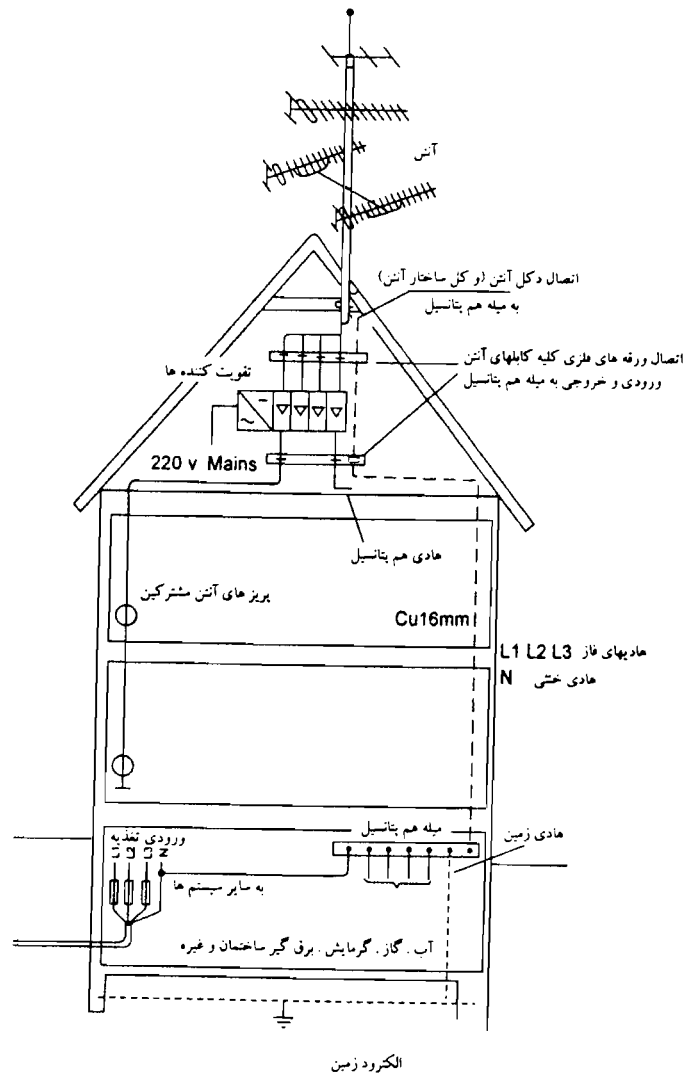 آنتن
اتصال دکل آنتن (و کل ساختار آنتن)
به میله هم پتانسیل
اتصال ورقه های فلزی کلیه کابلهای آنتن
ورودی و خروجی به میله هم پتانسیل
تقویت کننده ها
220 v Mains
هادی هم پتانسیل
پریز های آنتن مشترکین
Cu16mm
هادیهای فاز L1 L2 L3
هادی خنثی N
میله هم پتانسیل
هادی زمین
ورودی تغذیه
L1 L2 L3 N
به سایر سیستم ها
آب . گاز . گرمایش . برق گیر ساختمان و غیره
الکترود زمین